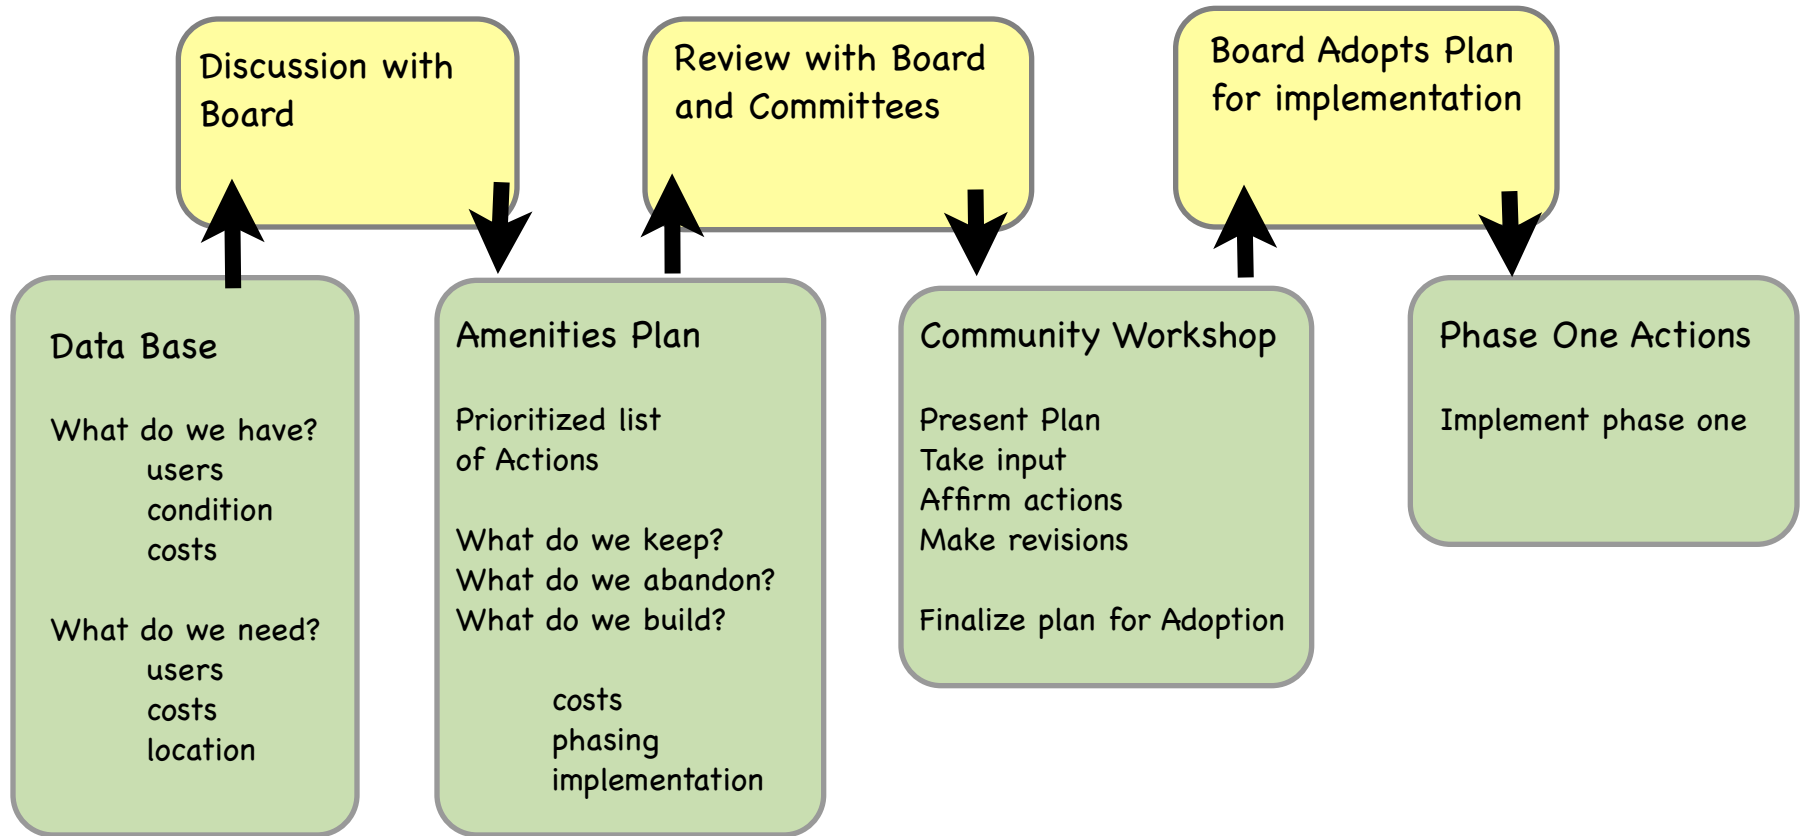 Discussion with
Board
Review with Board
and Committees
Board Adopts Plan
for implementation
Data Base
What do we have?
users
condition
costs
What do we need?
users
costs
location
Amenities Plan
Prioritized list
of Actions
What do we keep?
What do we abandon?
What do we build?
costs
phasing
implementation
Community Workshop
Present Plan
Take input
Affirm actions
Make revisions
Finalize plan for Adoption
Phase One Actions
Implement phase one